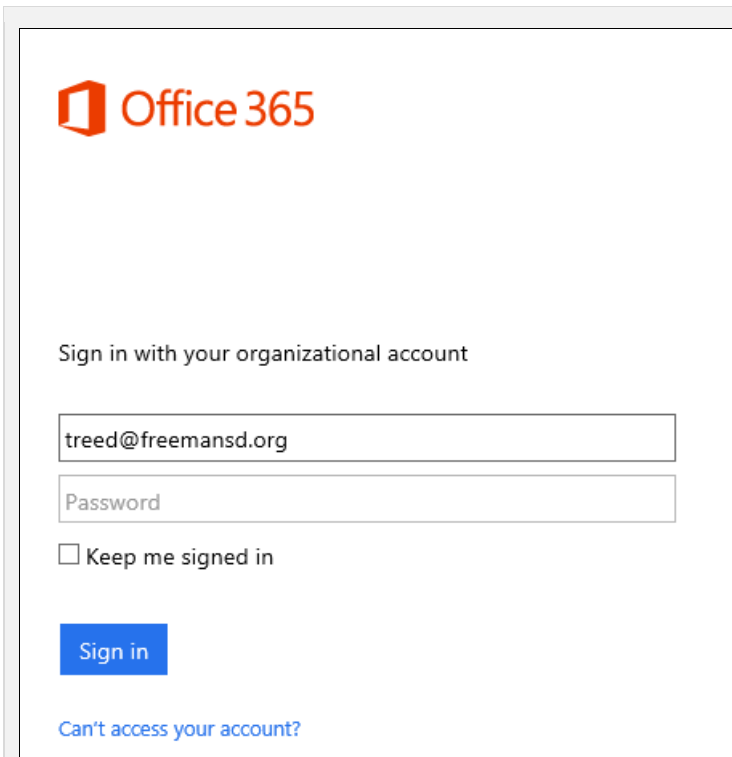 Office 365
Sign in with your organizational account
treed@freemansd.org
Password
Keep me signed in
Sign in
Can't access your account?